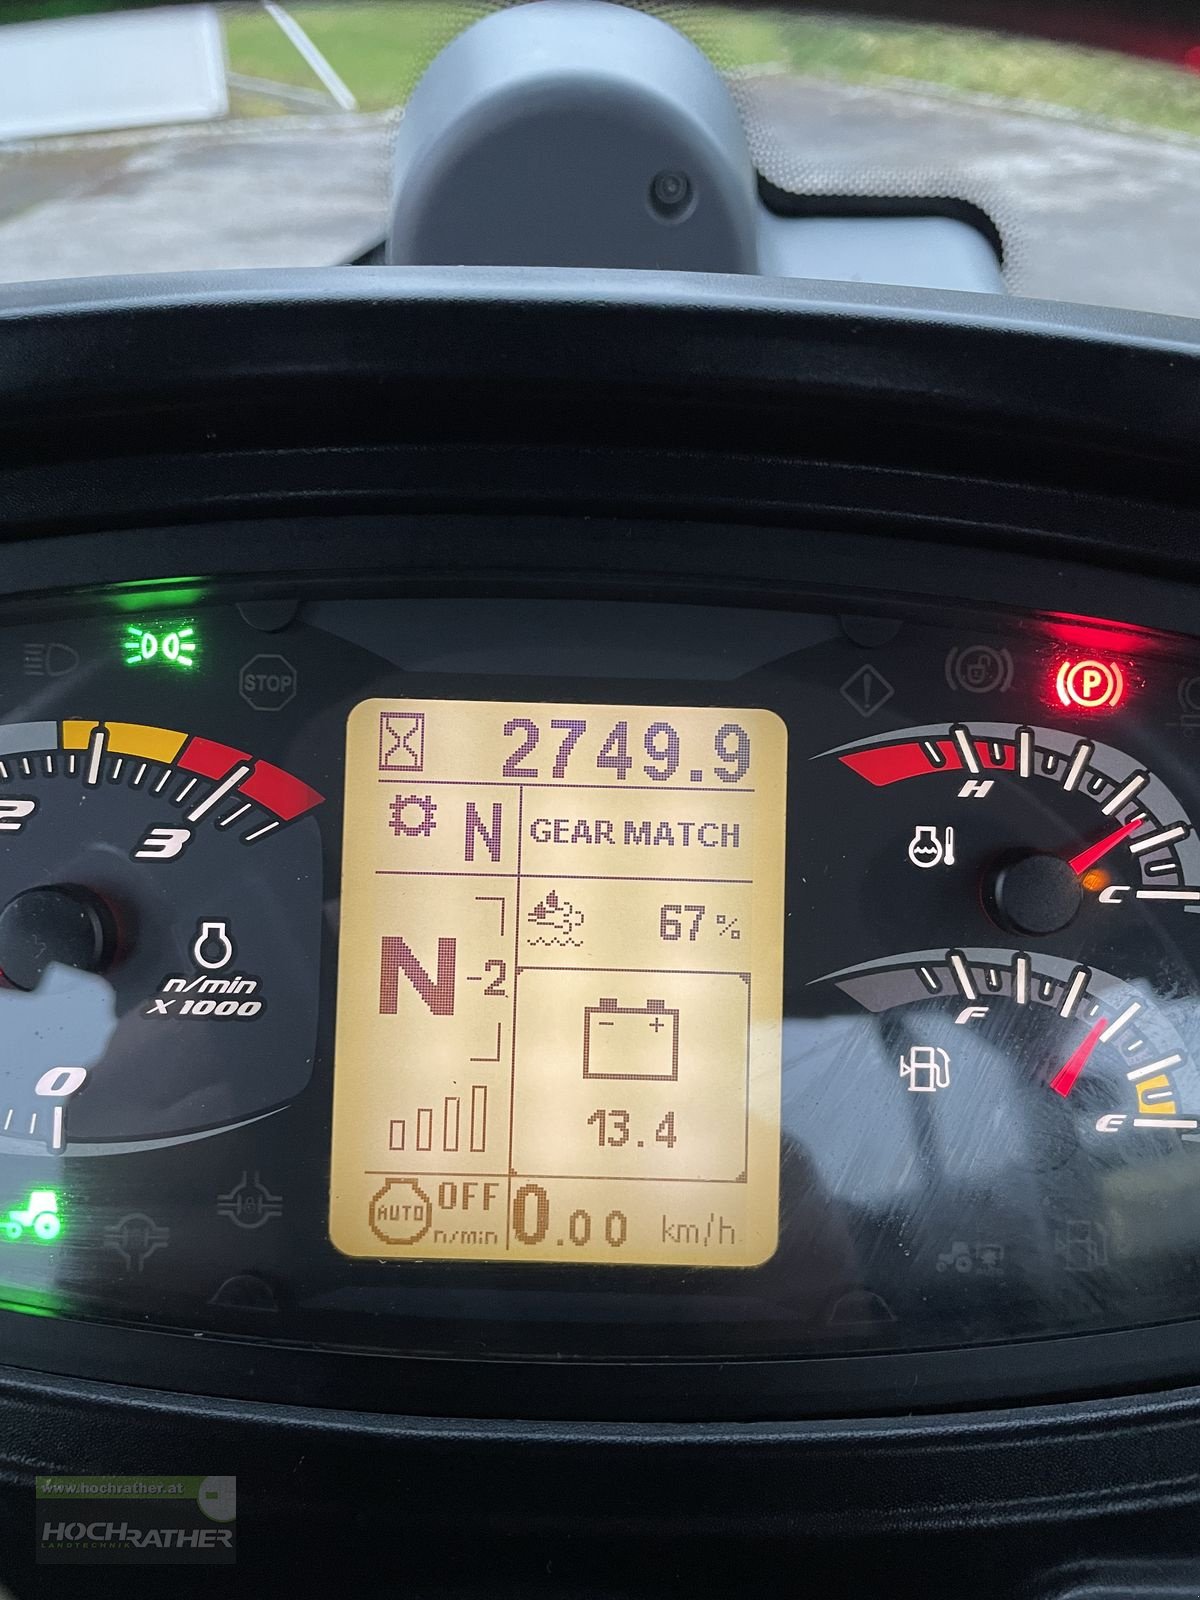 STOP
P
2749.9
N
GEAR MATCH
67%
N-2
- +
13.4
AUTO
OFF
n/min
0.00 km/h
2
3
n/min
X 1000
0
H
C
F
E
www.hochrather.at
HOCHRATHER
LANDTECHNIK